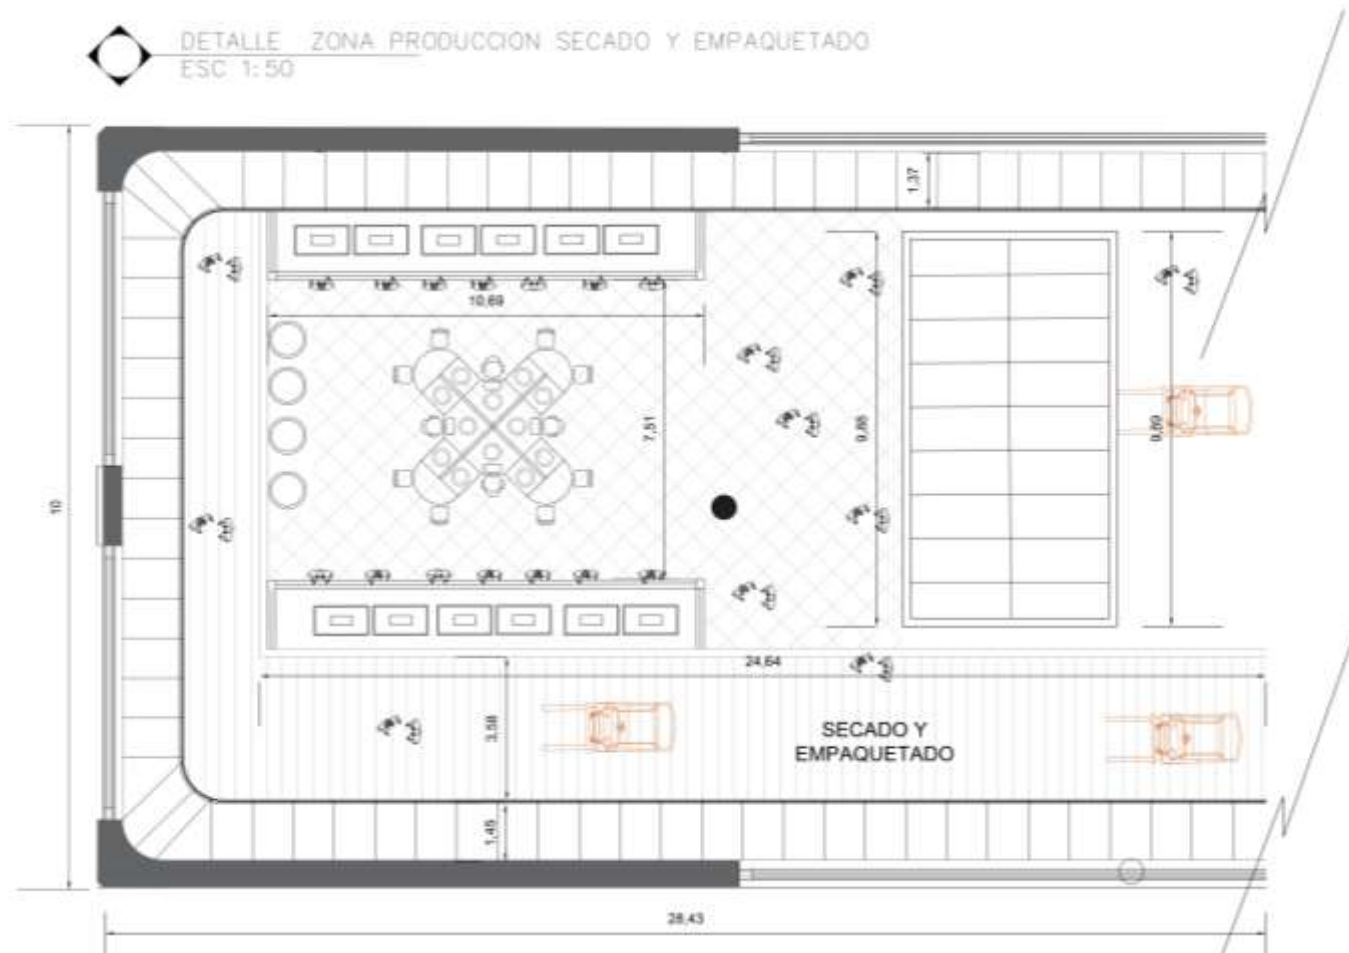 DETALLE ZONA PRODUCCION SECADO Y EMPAQUETADO
ESC 1:50
1,37
10,69
7,51
9,88
9,69
10
24,64
3,58
SECADO Y
EMPAQUETADO
1,45
28,43